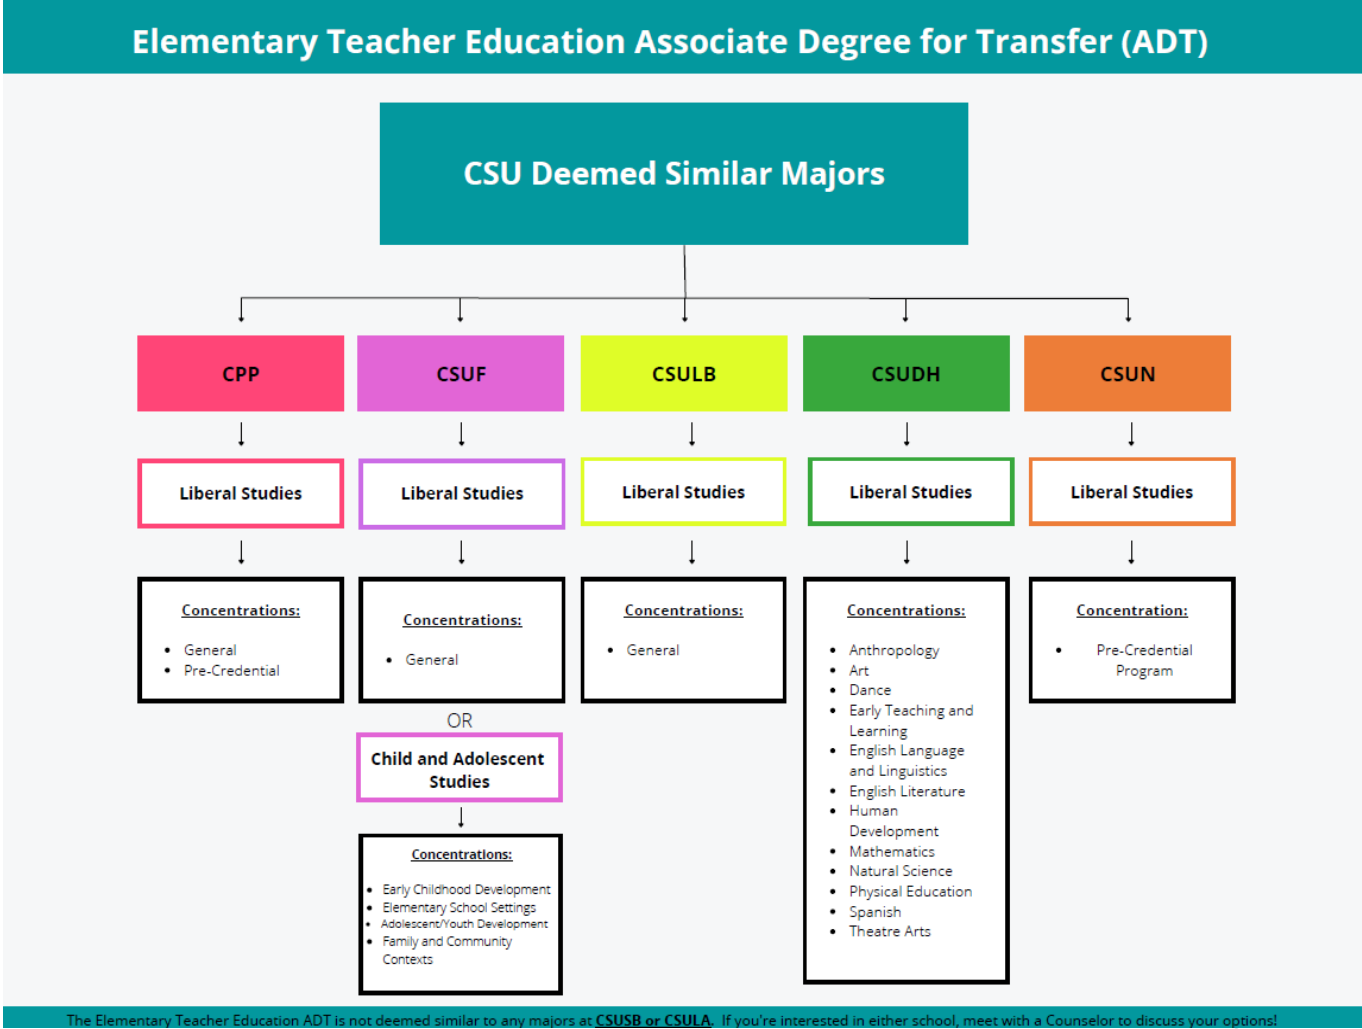 Elementary Teacher Education Associate Degree for Transfer (ADT)
CSU Deemed Similar Majors
CPP
CSUF
CSULB
CSUDH
CSUN
Liberal Studies
Liberal Studies
Liberal Studies
Liberal Studies
Liberal Studies
Concentrations:
• General
• Pre-Credential
Concentrations:
• General
OR
Child and Adolescent
Studies
Concentrations:
• Early Childhood Development
• Elementary School Settings
• Adolescent/Youth Development
• Family and Community
Contexts
Concentrations:
• General
Concentrations:
• Anthropology
• Art
• Dance
• Early Teaching and
Learning
• English Language
and Linguistics
• English Literature
• Human
Development
• Mathematics
• Natural Science
• Physical Education
• Spanish
• Theatre Arts
Concentration:
• Pre-Credential
Program
The Elementary Teacher Education ADT is not deemed similar to any majors at CSUSB or CSULA. If you're interested in either school, meet with a Counselor to discuss your options!